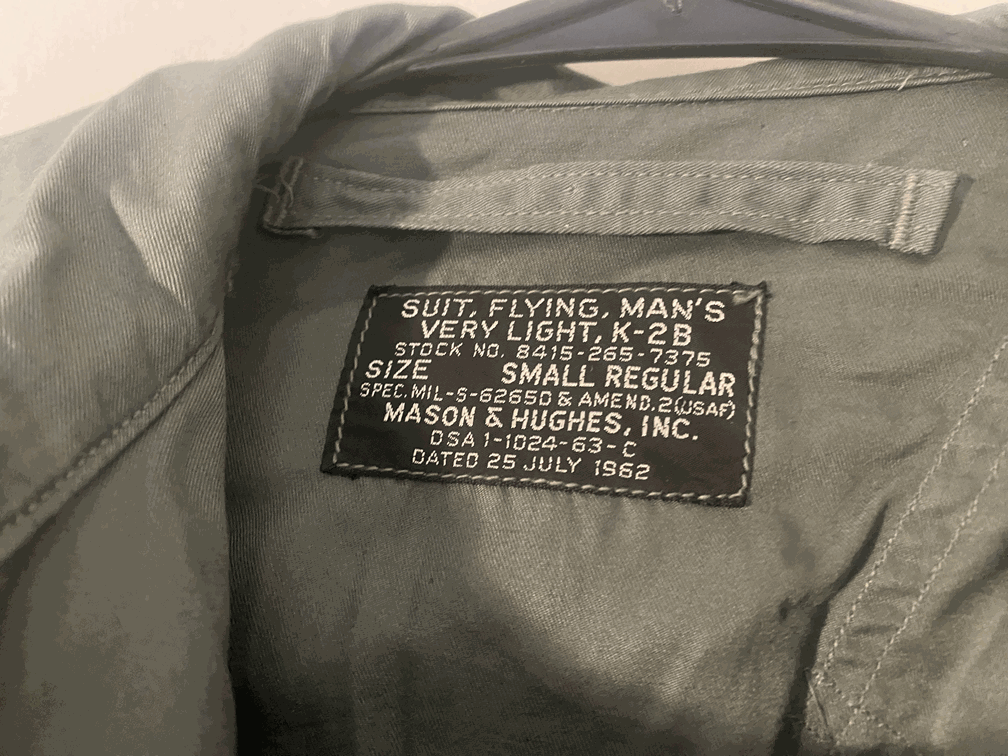 SUIT, FLYING, MAN'S
VERY LIGHT, K-2B
STOCK NO. 8415-265-7375
SIZE SMALL REGULAR
SPEC.MIL-S-6265D & AMEND.2(USAF)
MASON & HUGHES, INC.
DSA 1-1024-63-C
DATED 25 JULY 1962